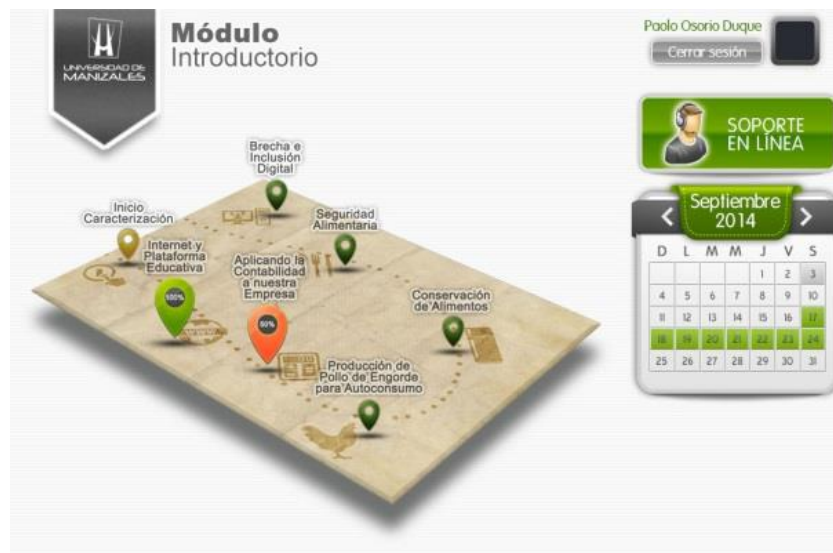 UNIVERSIDAD DE
MANIZALES
Módulo
Introductorio
Paolo Osorio Duque
Cerrar sesión
SOPORTE
EN LÍNEA
Brecha e
Inclusión
Digital
Inicio
Caracterización
Seguridad
Alimentaria
Internet y
Plataforma
Educativa
100%
Aplicando la
Contabilidad
a nuestra
Empresa
50%
Conservación
de Alimentos
Producción de
Pollo de Engorde
para Autoconsumo
Septiembre
2014
D L M M J V S
1 2 3
4 5 6 7 8 9 10
11 12 13 14 15 16 17
18 19 20 21 22 23 24
25 26 27 28 29 30 31